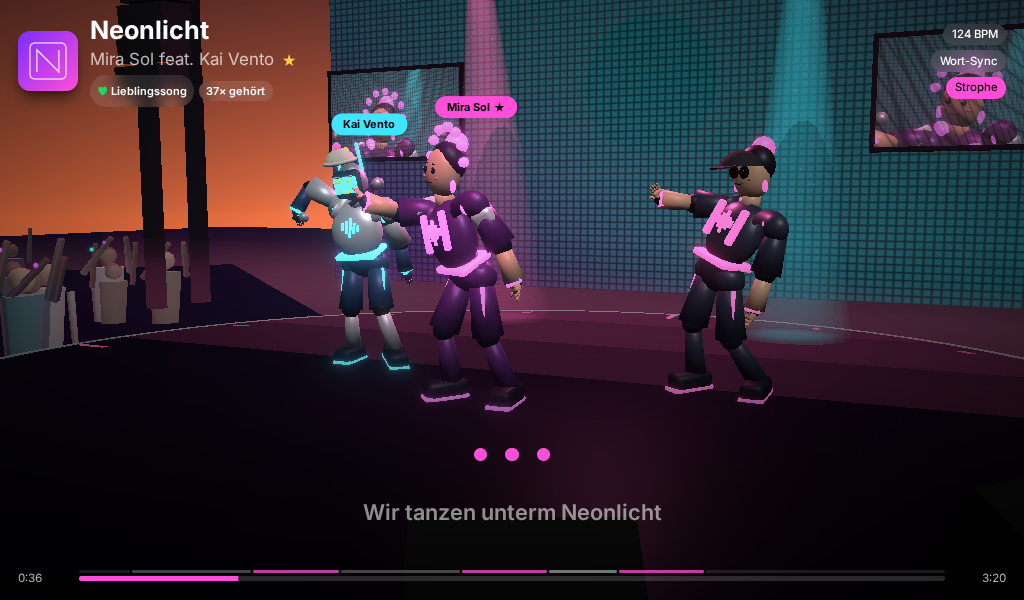 Neonlicht
Mira Sol feat. Kai Vento ★
Lieblingssong
37× gehört
124 BPM
Wort-Sync
Strophe
Mira Sol ★
Kai Vento
Wir tanzen unterm Neonlicht
0:36
3:20